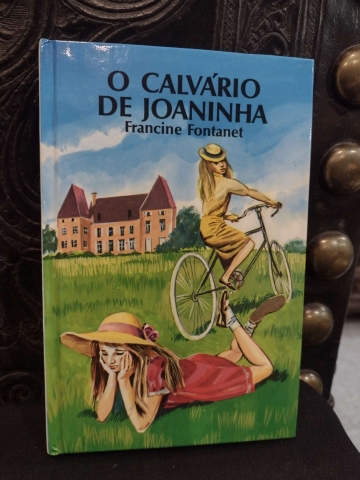 O CALVÁRIO
DE JOANINHA
Francine Fontanet